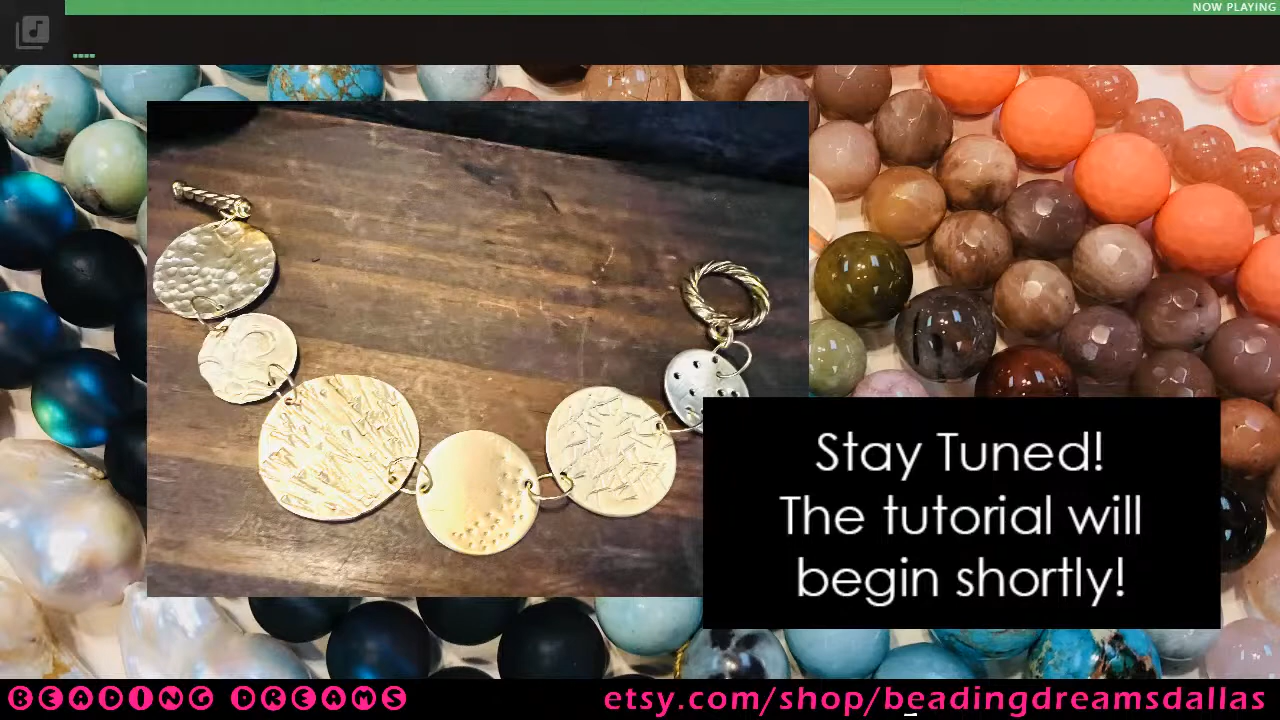 NOW PLAYING
Stay Tuned!
The tutorial will
begin shortly!
BEADING DREAMS
etsy.com/shop/beadingdreamsdallas